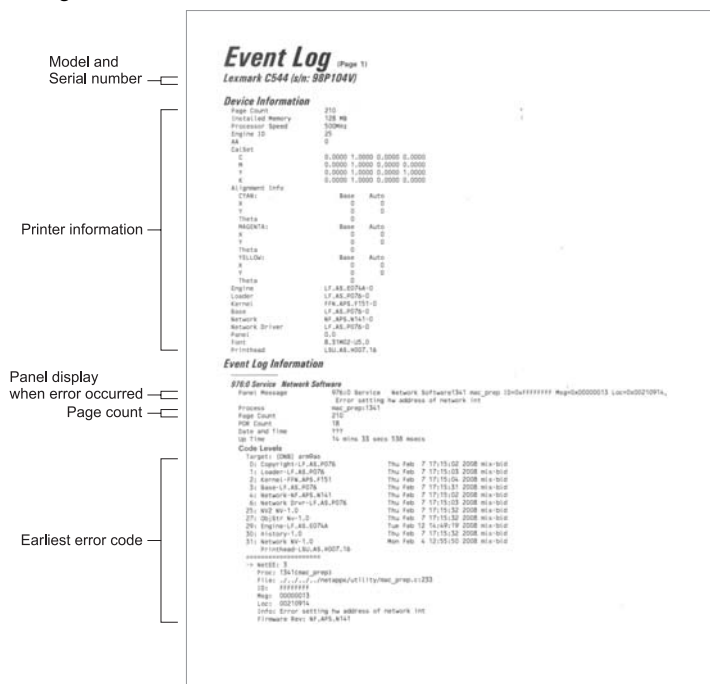 Model and
Serial number
Printer information
Panel display
when error occurred
Page count
Earliest error code
Event Log (Page 1)
Lexmark C544 (s/n: 98P104V)
Device Information
Page Count 210
Installed Memory 128 MB
Processor Speed 500MHz
Engine ID 25
AA 0
CalSet
C 0.0000 1.0000 0.0000 0.0000
M 0.0000 1.0000 0.0000 0.0000
Y 0.0000 1.0000 0.0000 1.0000
K 0.0000 1.0000 0.0000 0.0000
Alignment Info
CYAN: Base Auto
X 0 0
Y 0 0
Theta 0
MAGENTA: Base Auto
X 0 0
Y 0 0
Theta 0
YELLOW: Base Auto
X 0 0
Y 0 0
Theta 0
Engine LF.AS.E074A-0
Loader LF.AS.P076-0
Kernel FFN.APS.F151-0
Base LF.AS.P076-0
Network NF.APS.N141-0
Network Driver LF.AS.P076-0
Panel 0.0
Font
Printhead LSU.AS.H007.16
Event Log Information
976:0 Service Network Software
Panel Message 976:0 Service Network Software1341 mac_prep ID=0xffffffff Msg=0x00000013 Loc=0x00210914,
Error setting hw address of network int
Process mac_prep:1341
Page Count 210
POR Count 18
Date and Time ???
Up Time 14 mins 33 secs 538 msecs
Code Levels
Target: (DNB) arm9as
0: Copyright-LF.AS.P076 Thu Feb 7 17:15:02 2008 mix-bld
1: Loader-LF.AS.P076 Thu Feb 7 17:15:03 2008 mix-bld
2: Kernel-FFN.APS.F151 Thu Feb 7 17:15:04 2008 mix-bld
3: Base-LF.AS.P076 Thu Feb 7 17:15:31 2008 mix-bld
4: Network-NF.APS.N141 Thu Feb 7 17:15:02 2008 mix-bld
6: Network Drvr-LF.AS.P076 Thu Feb 7 17:15:03 2008 mix-bld
25: NV2 NV-1.0 Thu Feb 7 17:15:32 2008 mix-bld
27: ObjStr Nv-1.0 Thu Feb 7 17:15:32 2008 mix-bld
29: Engine-LF.AS.E074A Tue Feb 12 14:49:19 2008 mix-bld
30: History-1.0 Thu Feb 7 17:15:32 2008 mix-bld
31: Network NV-1.0 Mon Feb 4 12:55:50 2008 mix-bld
Printhead-LSU.AS.H007.16
====================
-> NetEE: 3
Proc: 1341(mac_prep)
File: ./../../../netapps/utility/mac_prep.c:233
ID: ffffffff
Msg: 00000013
Loc: 00210914
Info: Error setting hw address of network int
Firmware Rev: NF.APS.N141